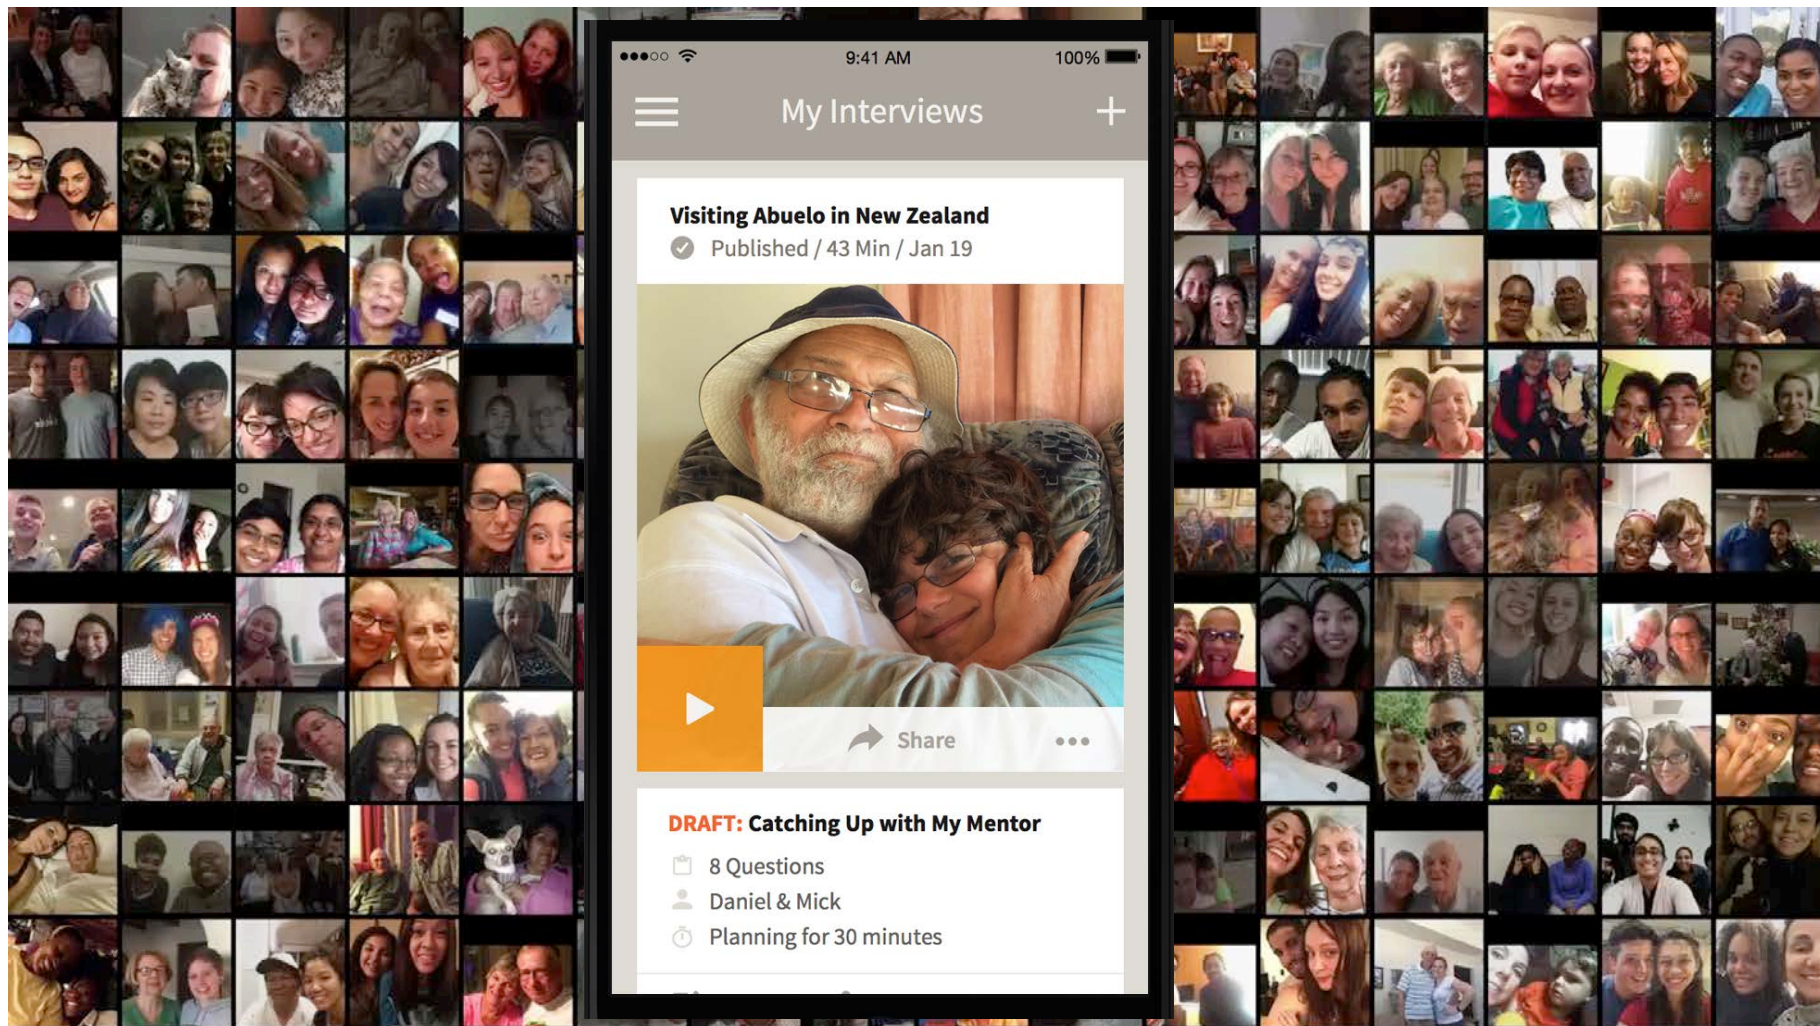 9:41 AM
100%
My Interviews
Visiting Abuelo in New Zealand
Published / 43 Min / Jan 19
Share
DRAFT: Catching Up with My Mentor
8 Questions
Daniel & Mick
Planning for 30 minutes